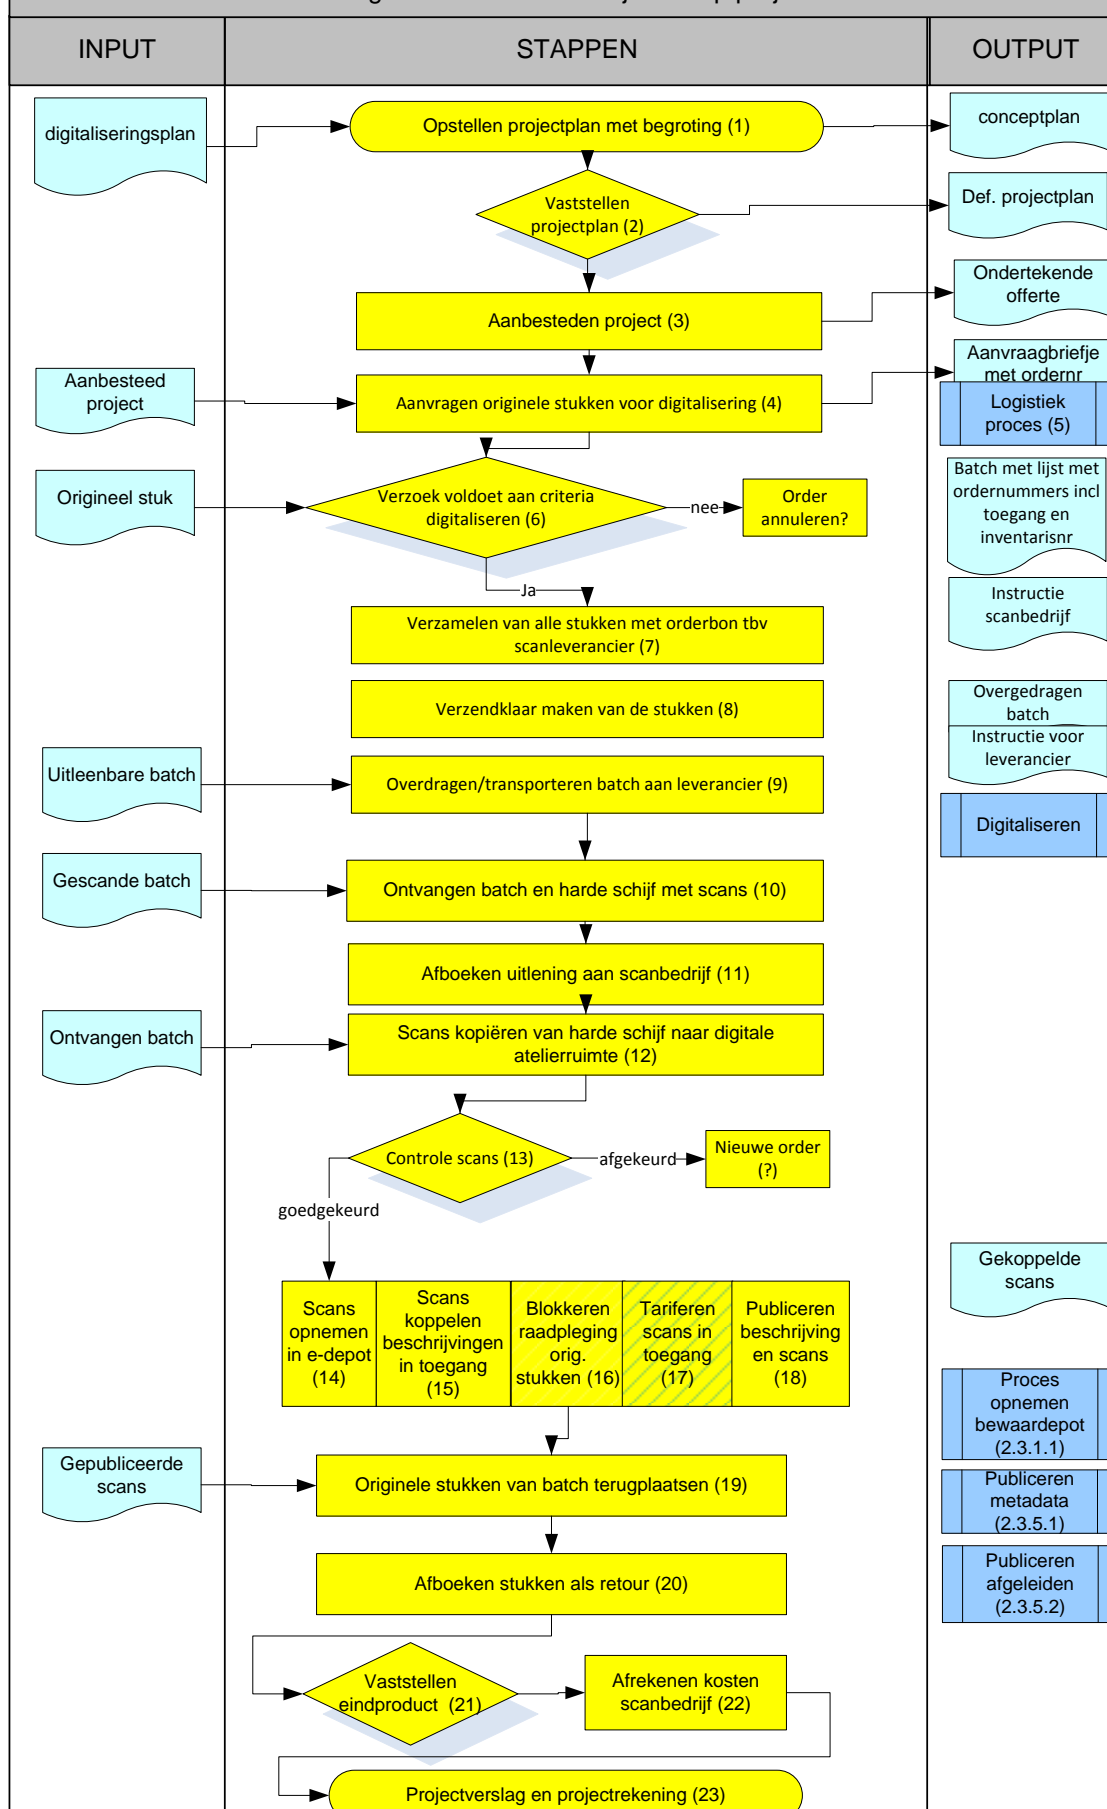 INPUT
STAPPEN
OUTPUT
digitaliseringsplan
Opstellen projectplan met begroting (1)
conceptplan
Vaststellen
projectplan (2)
Def. projectplan
Aanbesteden project (3)
Ondertekende
offerte
Aanbesteed
project
Aanvragen originele stukken voor digitalisering (4)
Aanvraagbriefje
met ordernr
Logistiek
proces (5)
Origineel stuk
Verzoek voldoet aan criteria
digitaliseren (6)
nee
Order
annuleren?
Batch met lijst met
ordernummers incl
toegang en
inventarisnr
Ja
Verzamelen van alle stukken met orderbon tbv
scanleverancier (7)
Instructie
scanbedrijf
Verzendklaar maken van de stukken (8)
Overgedragen
batch
Instructie voor
leverancier
Uitleenbare batch
Overdragen/transporteren batch aan leverancier (9)
Digitaliseren
Gescande batch
Ontvangen batch en harde schijf met scans (10)
Afboeken uitlening aan scanbedrijf (11)
Ontvangen batch
Scans kopiëren van harde schijf naar digitale
atelierruimte (12)
Controle scans (13)
afgekeurd
Nieuwe order
(?)
goedgekeurd
Gekoppelde
scans
Scans
opnemen
in e-depot
(14)
Scans
koppelen
beschrijvingen
in toegang
(15)
Blokkeren
raadpleging
orig.
stukken (16)
Tariferen
scans in
toegang
(17)
Publiceren
beschrijving
en scans
(18)
Proces
opnemen
bewaardepot
(2.3.1.1)
Gepubliceerde
scans
Originele stukken van batch terugplaatsen (19)
Publiceren
metadata
(2.3.5.1)
Afboeken stukken als retour (20)
Publiceren
afgeleiden
(2.3.5.2)
Vaststellen
eindproduct (21)
Afrekenen kosten
scanbedrijf (22)
Projectverslag en projectrekening (23)